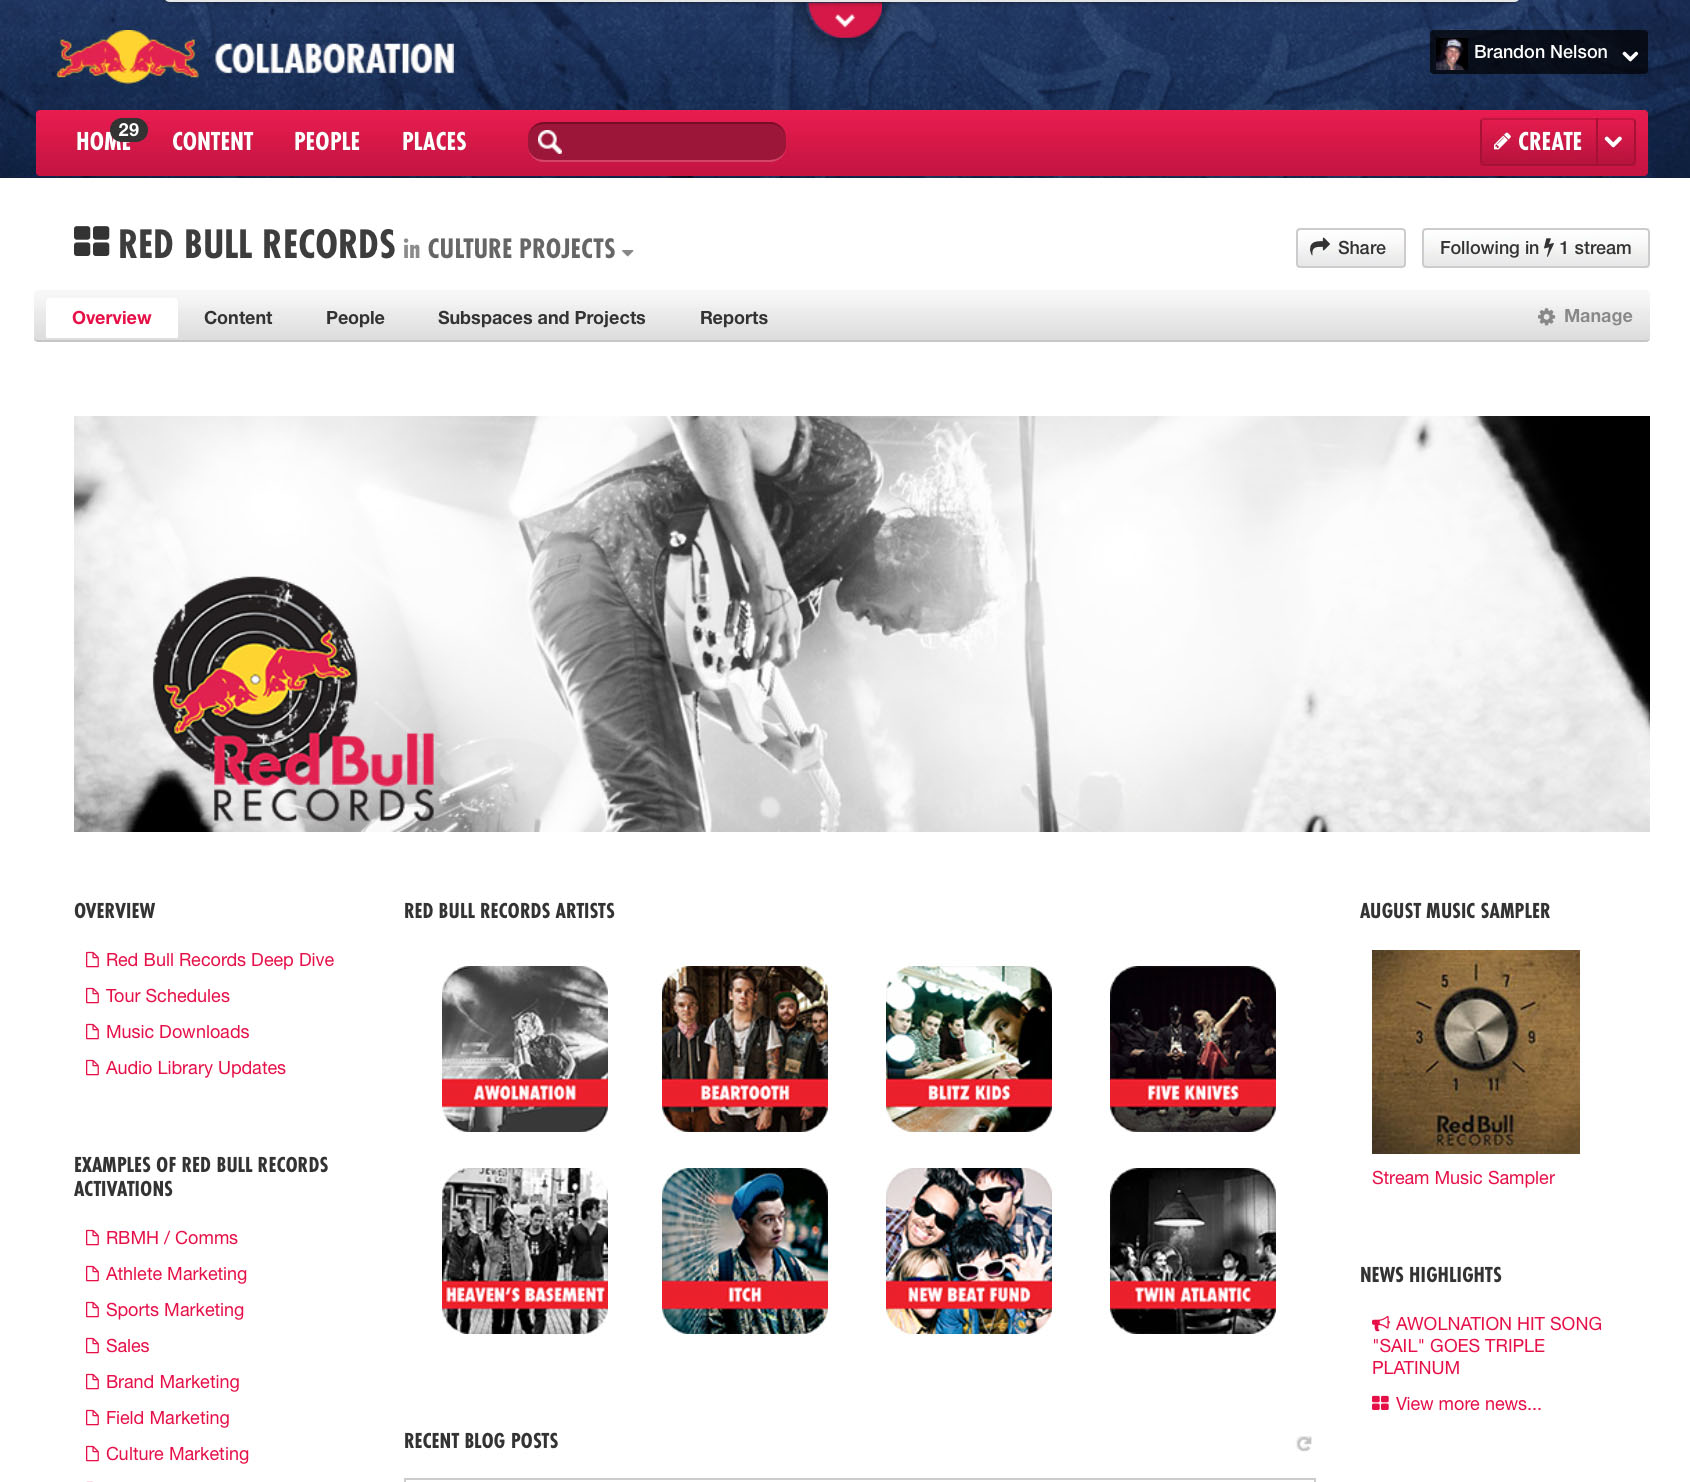 COLLABORATION
Brandon Nelson
HOME
29
CONTENT
PEOPLE
PLACES
CREATE
RED BULL RECORDS in CULTURE PROJECTS
Share
Following in 1 stream
Overview
Content
People
Subspaces and Projects
Reports
Manage
Red Bull
RECORDS
OVERVIEW
Red Bull Records Deep Dive
Tour Schedules
Music Downloads
Audio Library Updates
EXAMPLES OF RED BULL RECORDS
ACTIVATIONS
RBMH / Comms
Athlete Marketing
Sports Marketing
Sales
Brand Marketing
Field Marketing
Culture Marketing
RED BULL RECORDS ARTISTS
AWOLNATION
BEARTOOTH
BLITZ KIDS
FIVE KNIVES
HEAVEN'S BASEMENT
ITCH
NEW BEAT FUND
TWIN ATLANTIC
RECENT BLOG POSTS
AUGUST MUSIC SAMPLER
5 7
3 9
1 11
Red Bull
RECORDS
Stream Music Sampler
NEWS HIGHLIGHTS
AWOLNATION HIT SONG
"SAIL" GOES TRIPLE
PLATINUM
View more news...